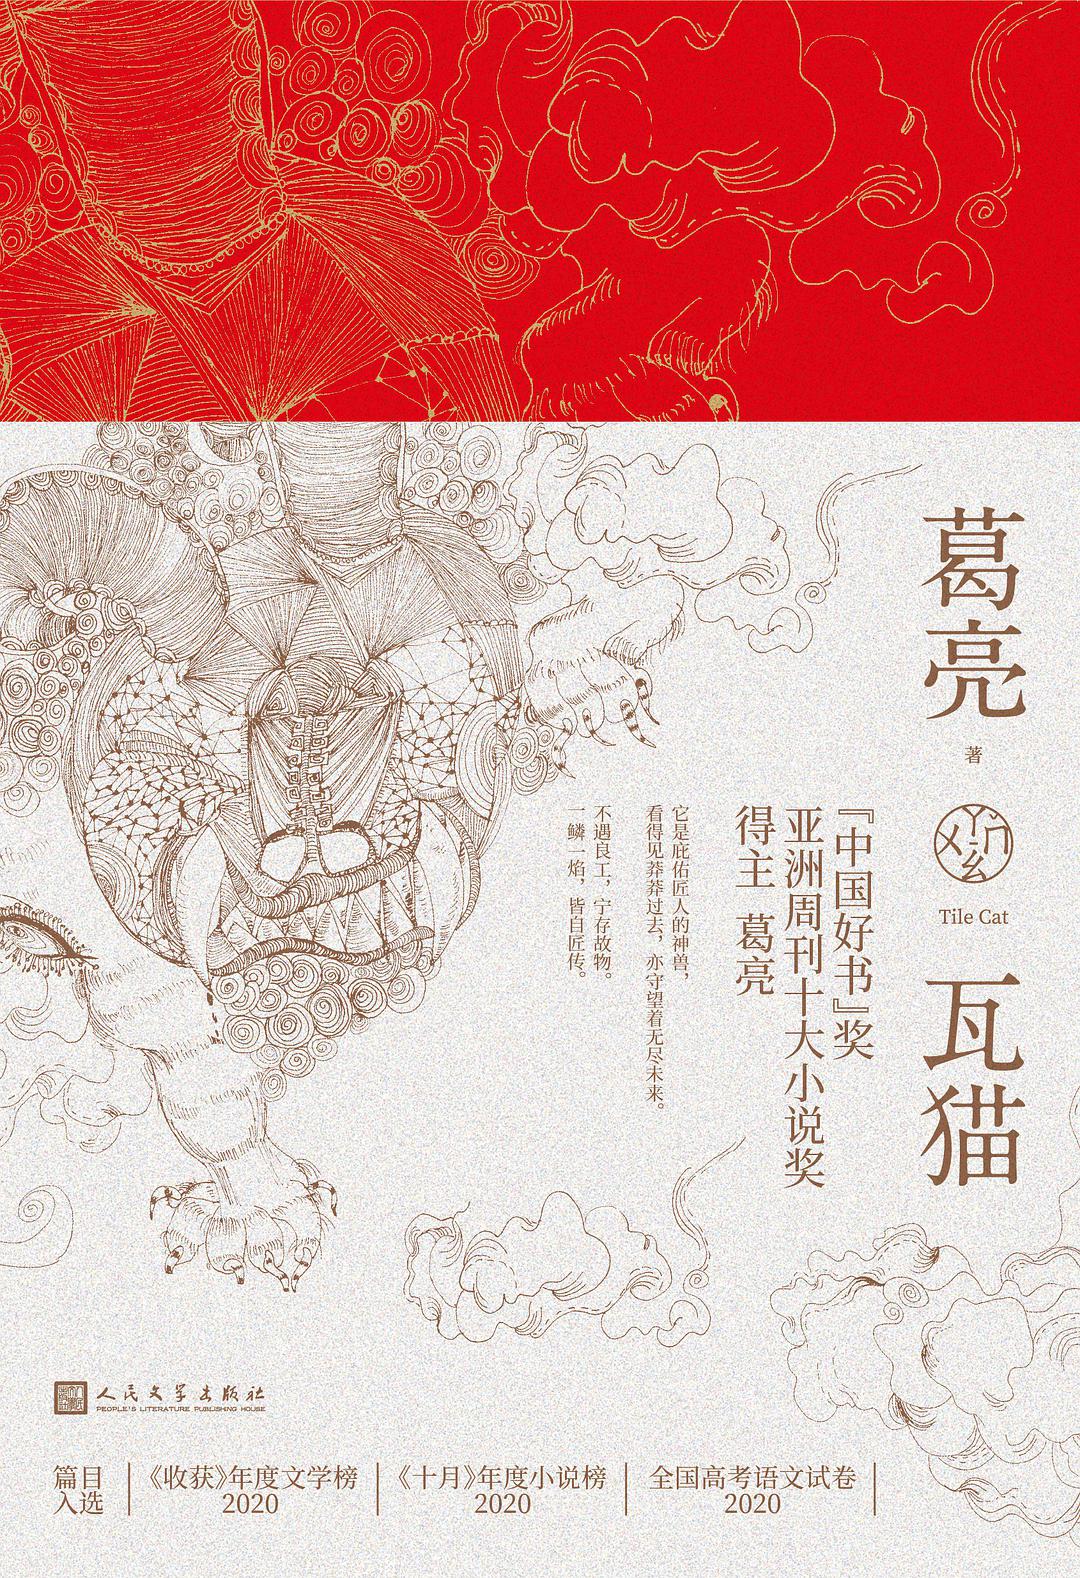 葛亮
著
Tile Cat
瓦猫
『中国好书』奖
亚洲周刊十大小说奖
得主 葛亮
它是庇佑匠人的神兽，
看得见莽莽过去，亦守望着无尽未来。
不遇良工，宁存故物。
一鳞一焰，皆自匠传。
人民文学出版社
PEOPLE'S LITERATURE PUBLISHING HOUSE
篇目
入选
《收获》年度文学榜
2020
《十月》年度小说榜
2020
全国高考语文试卷
2020